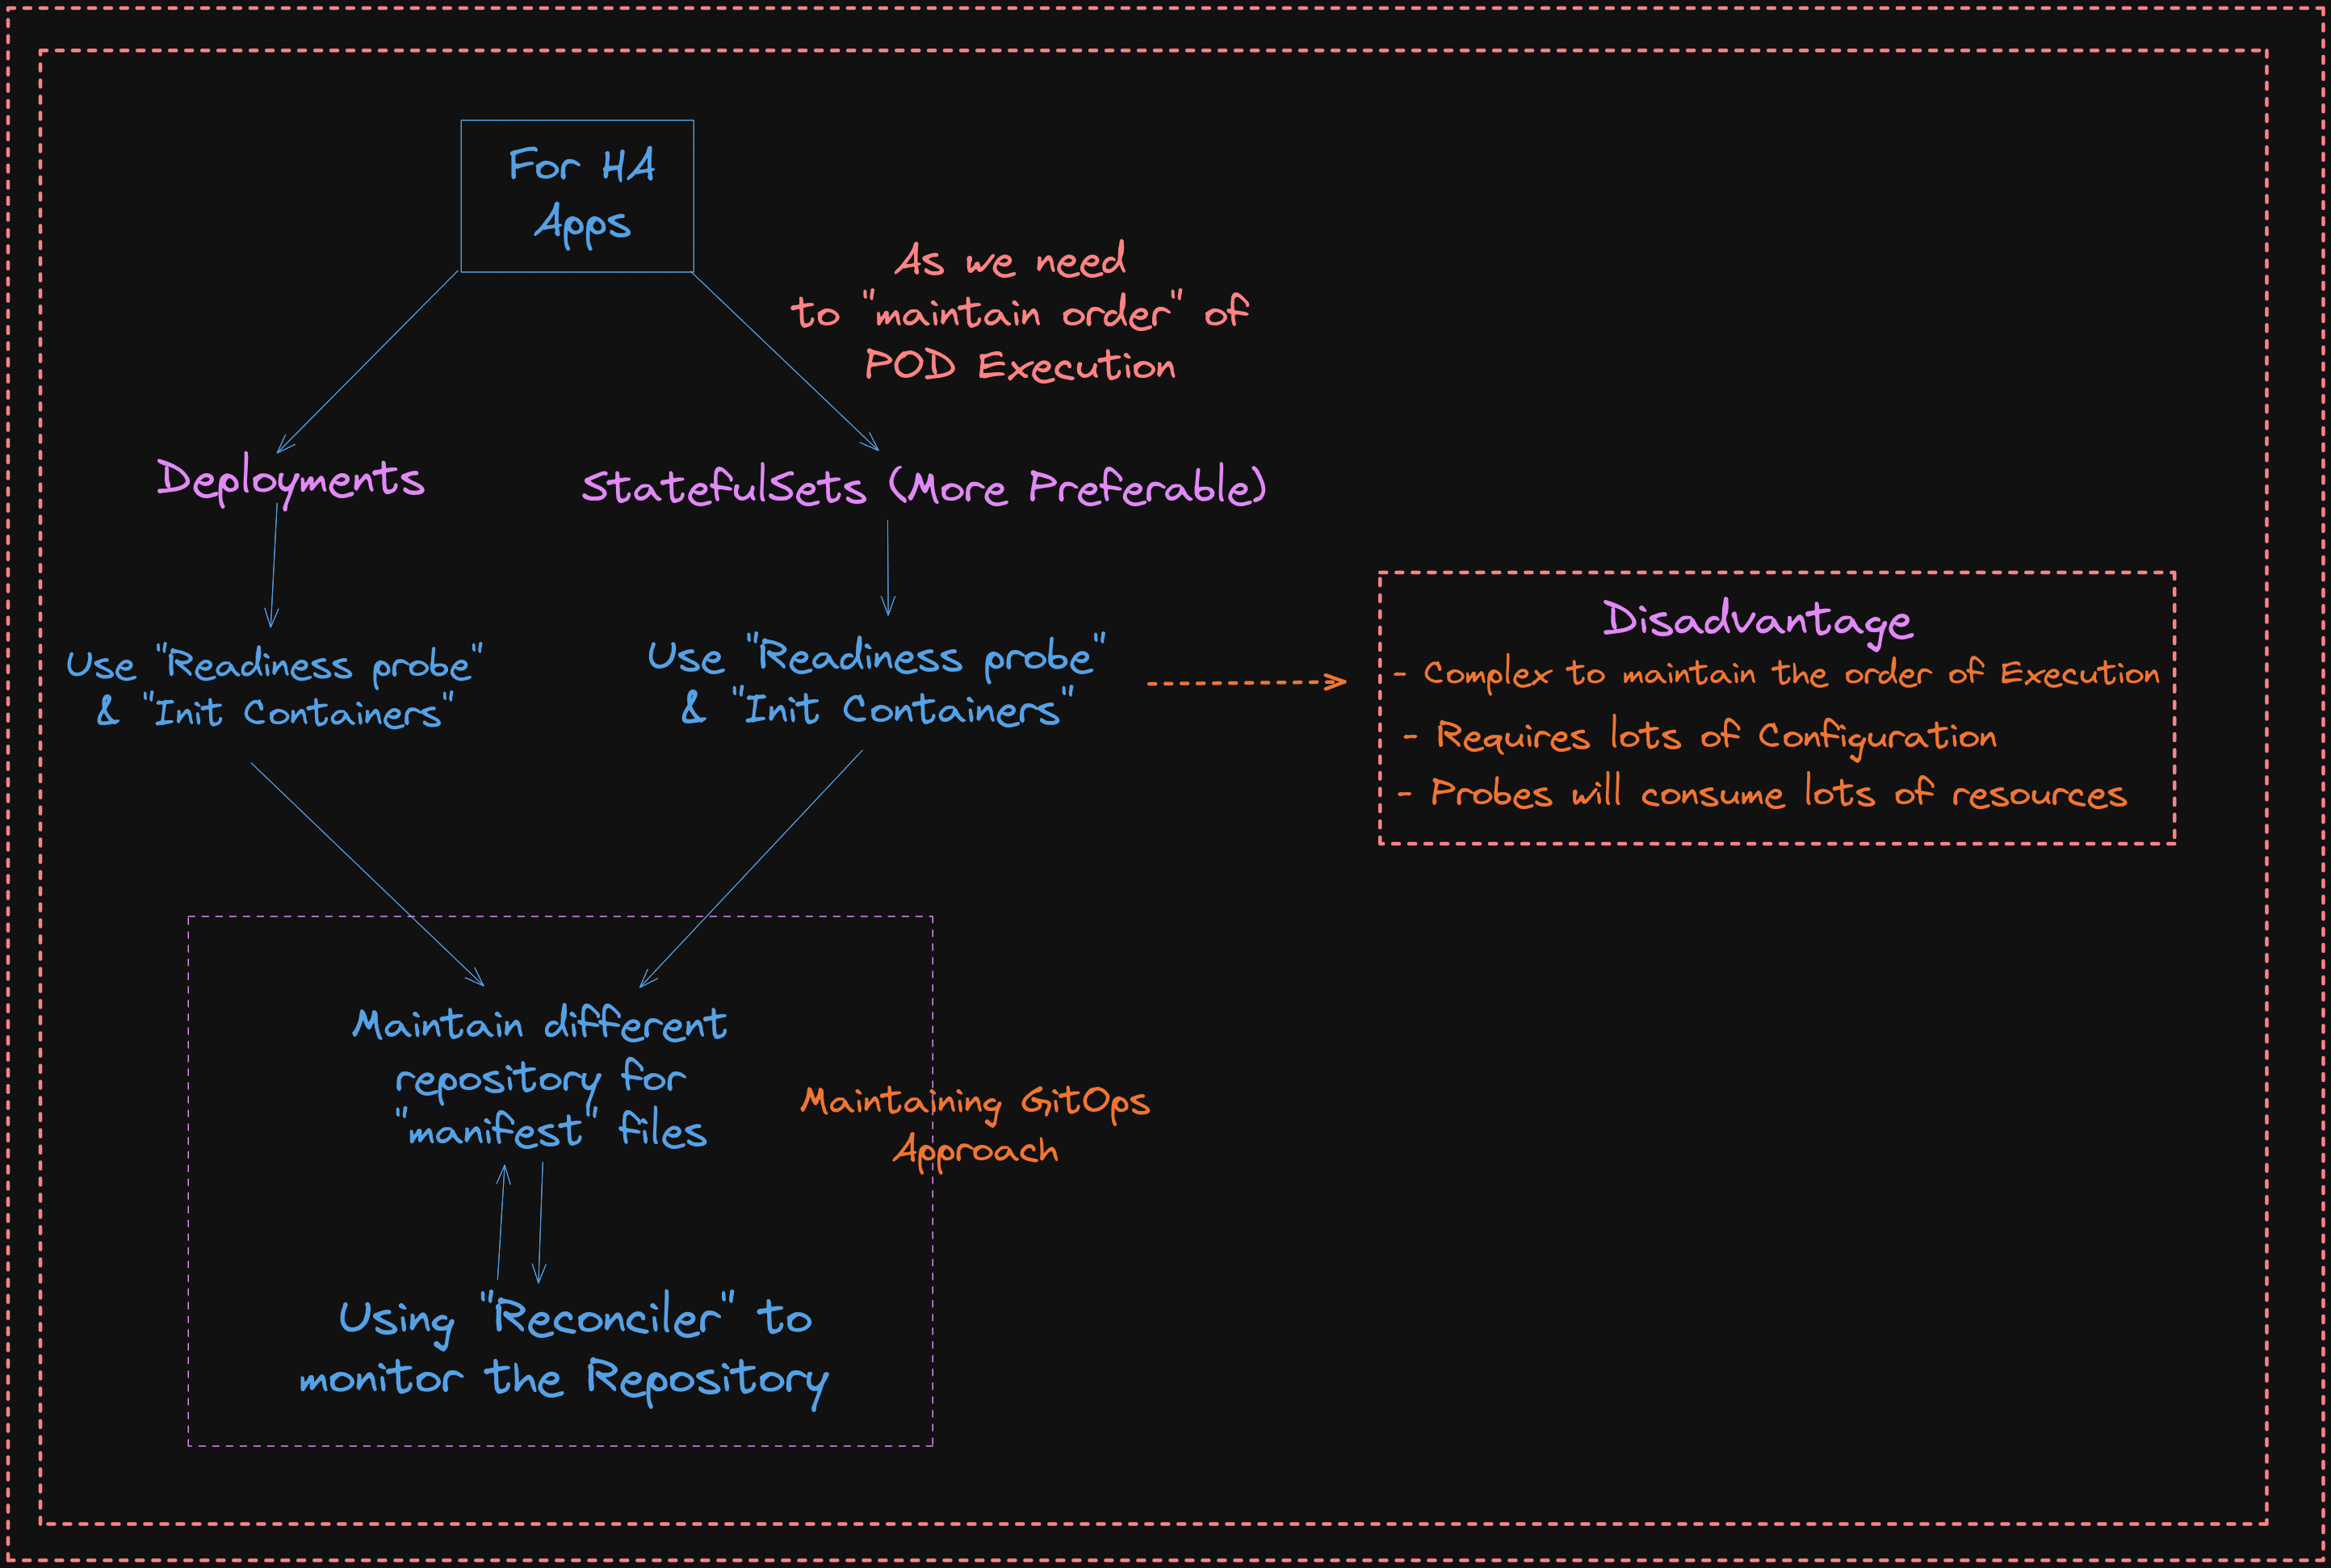 For HA
Apps
As we need
to "maintain order" of
POD Execution
Deployments
StatefulSets (More Preferable)
Use "Readiness probe"
& "Init Containers"
Use "Readiness probe"
& "Init Containers"
Disadvantage
- Complex to maintain the order of Execution
- Requires lots of Configuration
- Probes will consume lots of resources
Maintain different
repository for
"manifest" files
Maintaining GitOps
Approach
Using "Reconciler" to
monitor the Repository